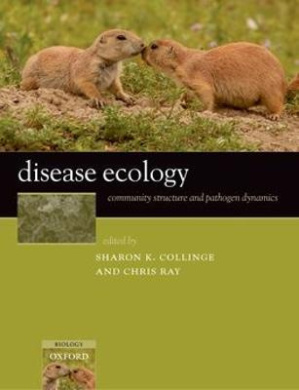 disease ecology
community structure and pathogen dynamics
edited by
SHARON K. COLLINGE
AND CHRIS RAY
BIOLOGY
OXFORD